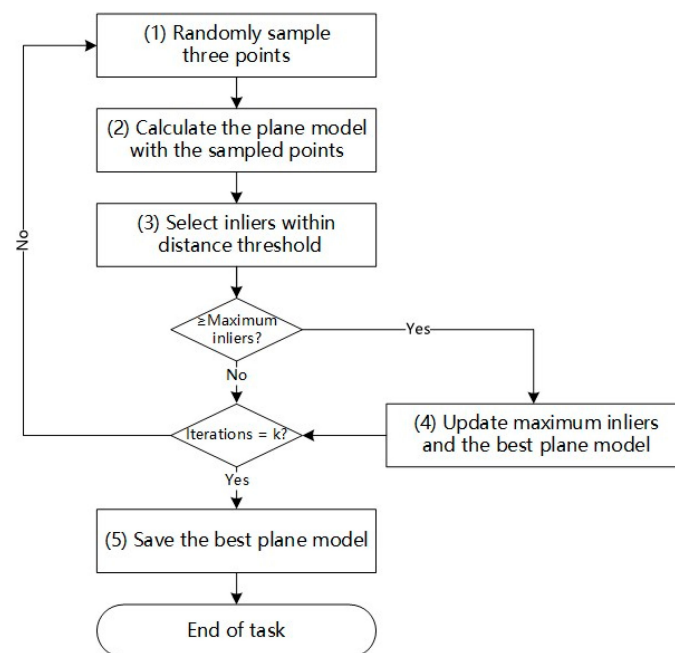 (1) Randomly sample
three points
(2) Calculate the plane model
with the sampled points
(3) Select inliers within
distance threshold
≥Maximum
inliers?
Yes
No
No
Iterations = k?
(4) Update maximum inliers
and the best plane model
Yes
(5) Save the best plane model
End of task